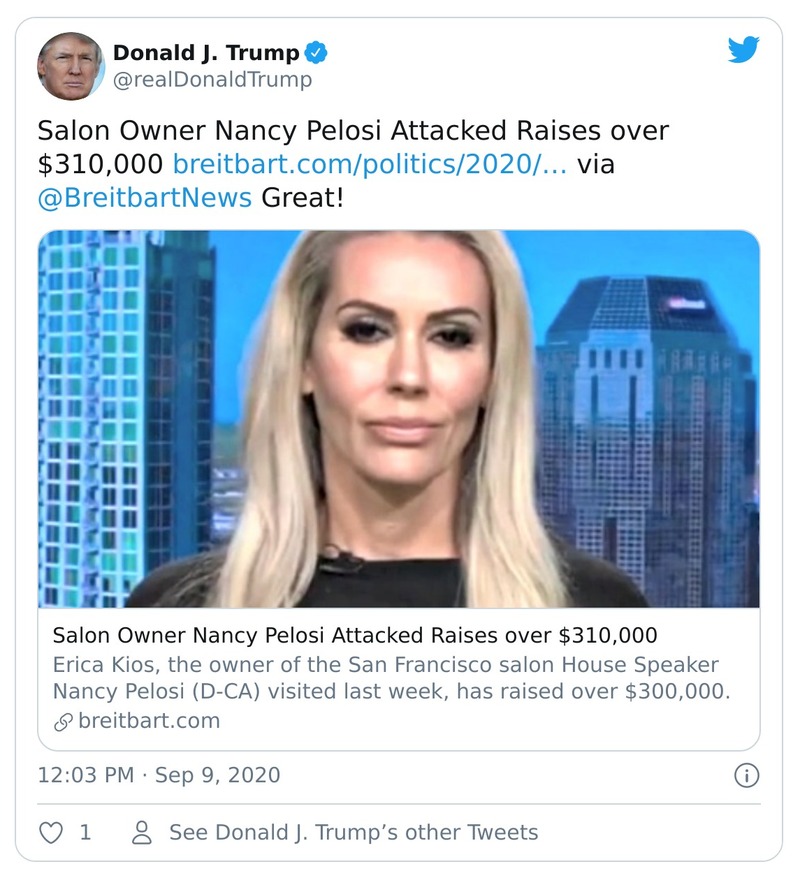 Donald J. Trump
@realDonaldTrump
Salon Owner Nancy Pelosi Attacked Raises over
$310,000 breitbart.com/politics/2020/… via
@BreitbartNews Great!
Salon Owner Nancy Pelosi Attacked Raises over $310,000
Erica Kios, the owner of the San Francisco salon House Speaker
Nancy Pelosi (D-CA) visited last week, has raised over $300,000.
breitbart.com
12:03 PM · Sep 9, 2020
1 See Donald J. Trump’s other Tweets